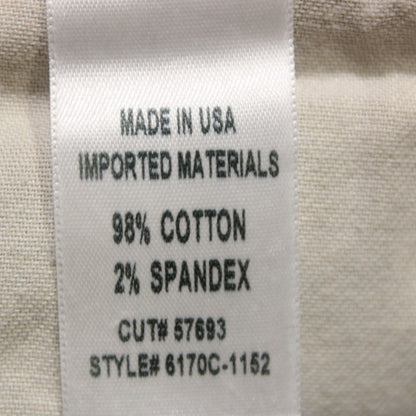 MADE IN USA
IMPORTED MATERIALS
98% COTTON
2% SPANDEX
CUT# 57693
STYLE# 6170C-1152